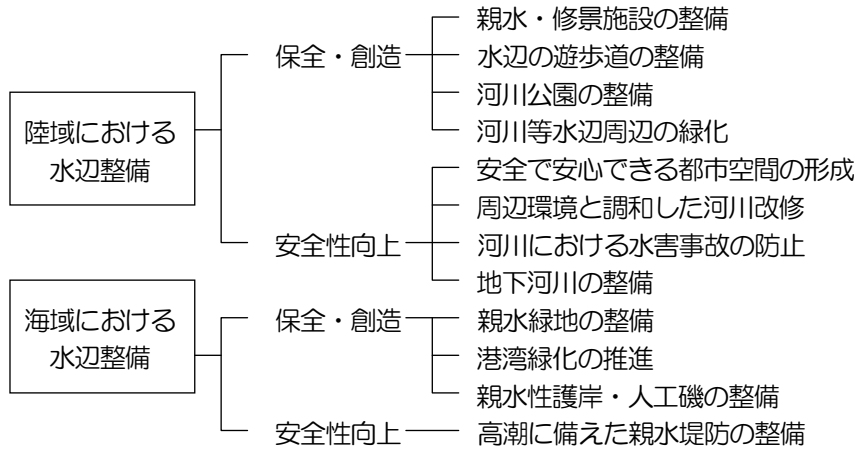 陸域における
水辺整備
保全・創造
親水・修景施設の整備
水辺の遊歩道の整備
河川公園の整備
河川等水辺周辺の緑化
安全性向上
安全で安心できる都市空間の形成
周辺環境と調和した河川改修
河川における水害事故の防止
地下河川の整備
海域における
水辺整備
保全・創造
親水緑地の整備
港湾緑化の推進
親水性護岸・人工磯の整備
安全性向上
高潮に備えた親水堤防の整備